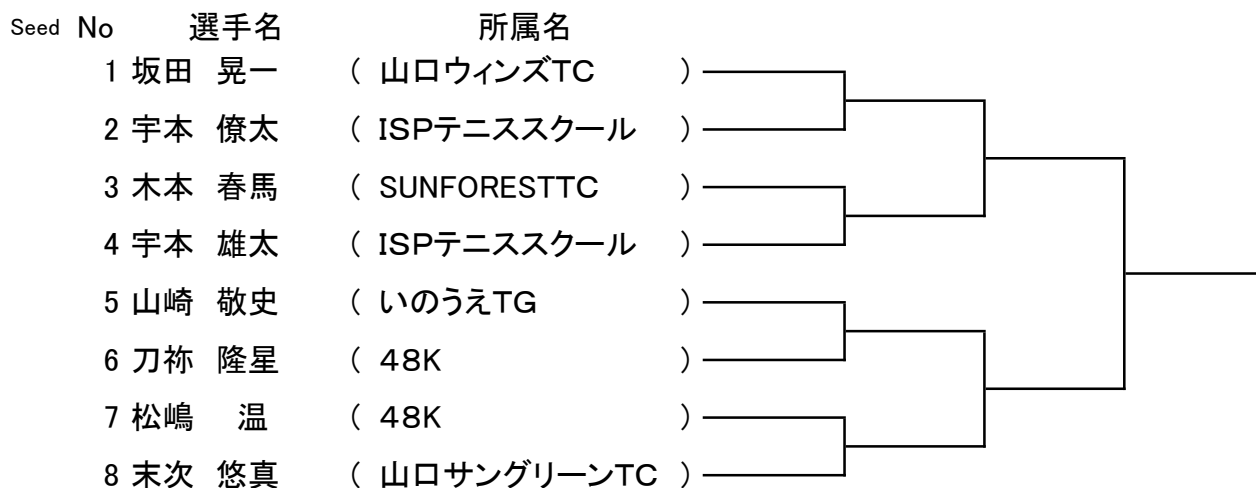 Seed No 選手名 所属名
1 坂田 晃一 ( 山口ウィンズTC )
2 宇本 僚太 ( ISPテニススクール )
3 木本 春馬 ( SUNFORESTTC )
4 宇本 雄太 ( ISPテニススクール )
5 山崎 敬史 ( いのうえTG )
6 刀祢 隆星 ( 48K )
7 松嶋 温 ( 48K )
8 末次 悠真 ( 山口サングリーンTC )